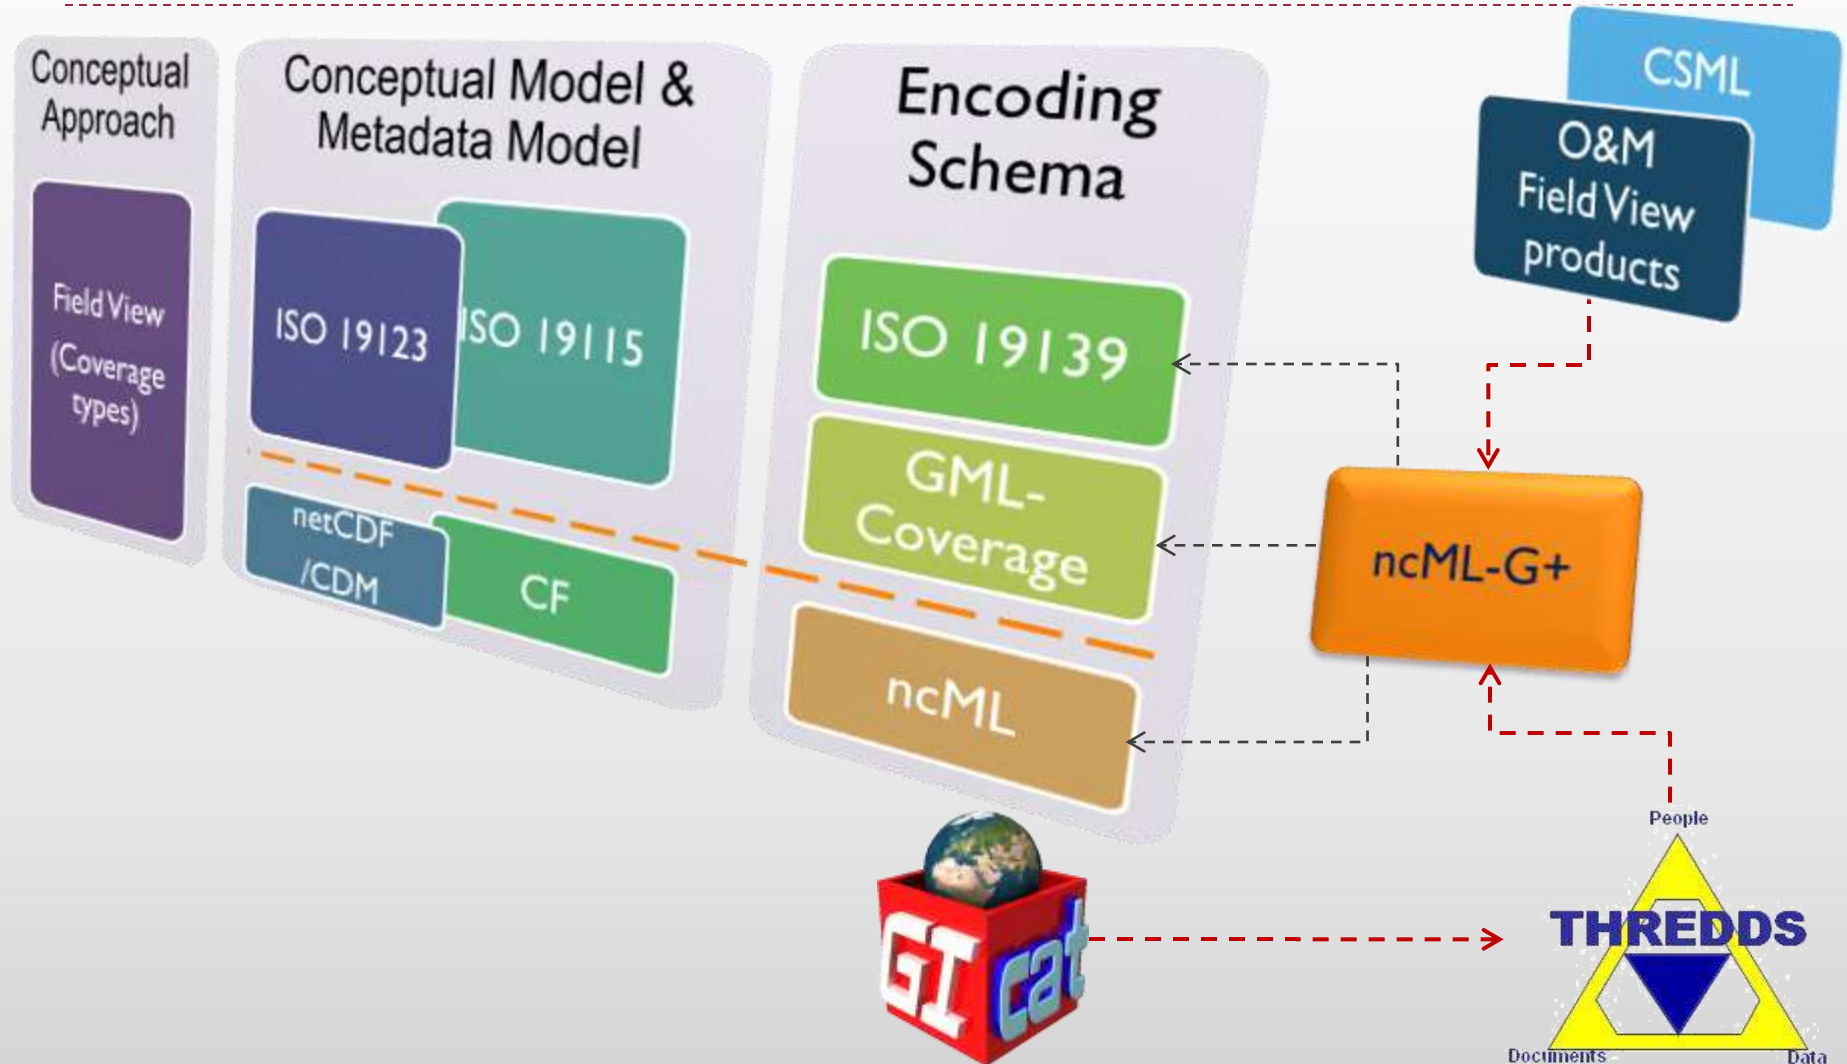 Conceptual
Approach
Field View
(Coverage
types)
Conceptual Model &
Metadata Model
ISO 19123
ISO 19115
netCDF
/CDM
CF
Encoding
Schema
ISO 19139
GML-
Coverage
ncML
CSML
O&M
Field View
products
ncML-G+
GI
cat
People
THREDDS
Documents
Data